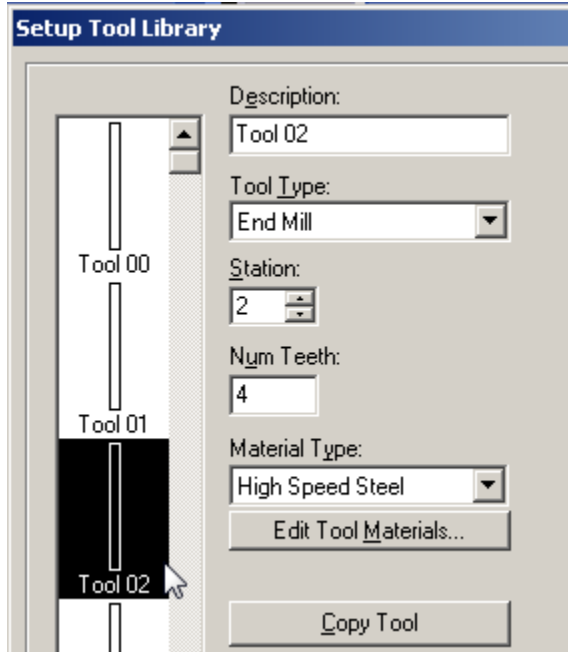 Setup Tool Library
Description:
Tool 02
Tool Type:
End Mill
Tool 00
Station:
2
Num Teeth:
4
Tool 01
Material Type:
High Speed Steel
Edit Tool Materials...
Tool 02
Copy Tool